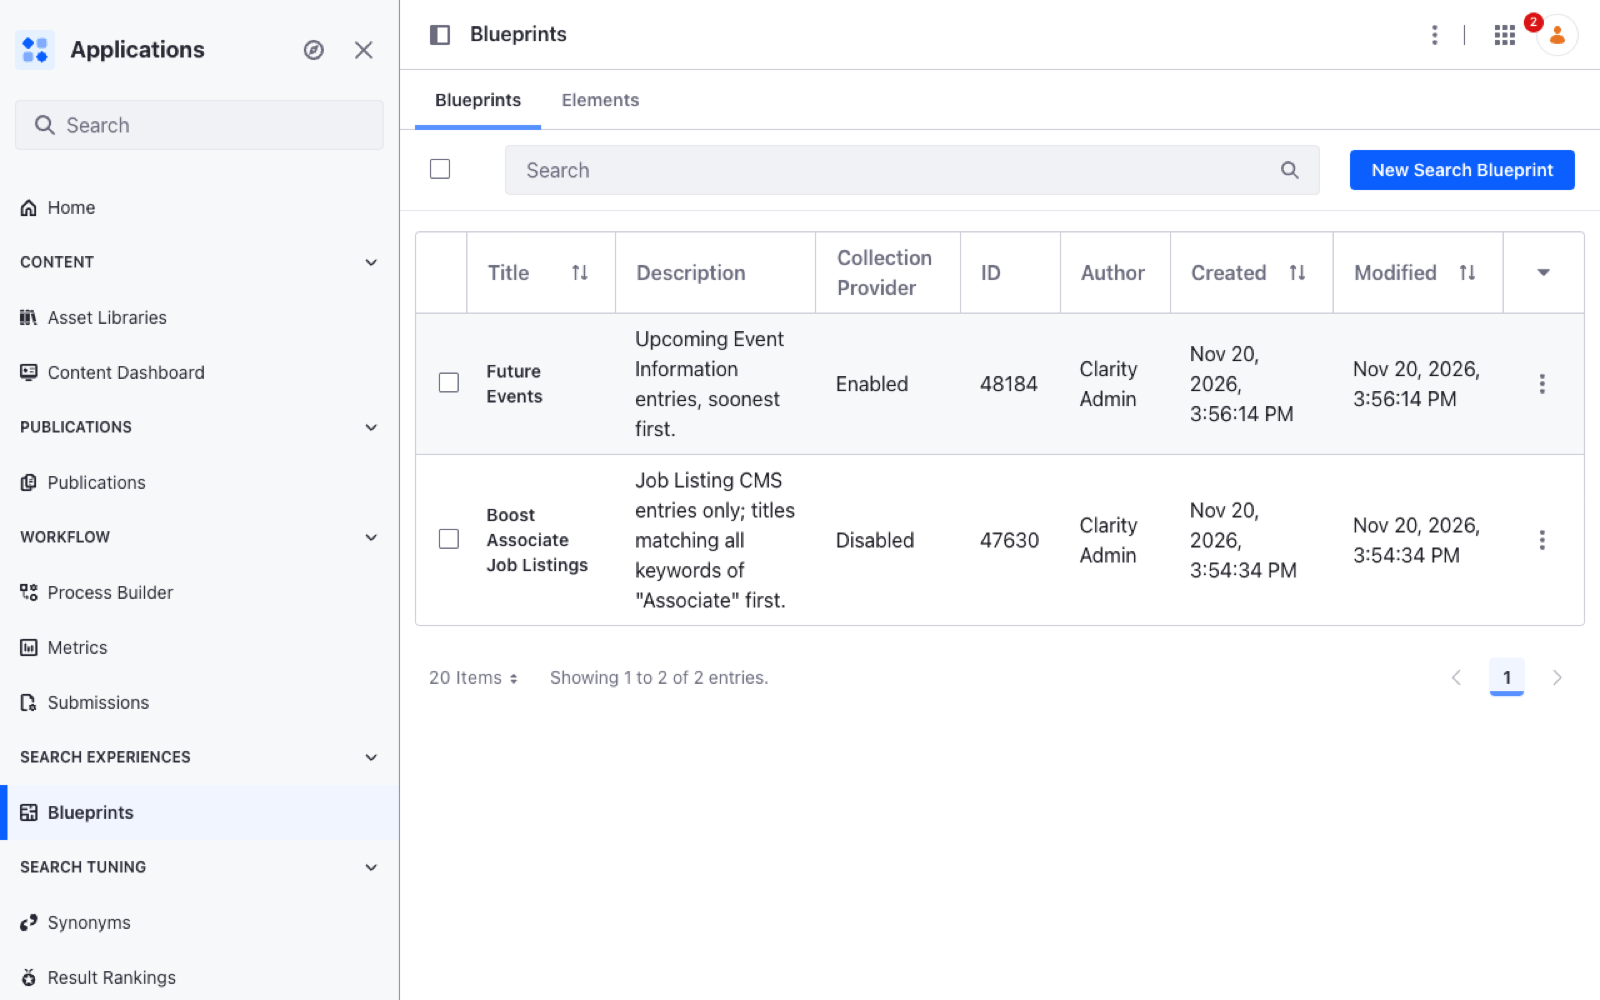 Applications
Search
Home
CONTENT
Asset Libraries
Content Dashboard
PUBLICATIONS
Publications
WORKFLOW
Process Builder
Metrics
Submissions
SEARCH EXPERIENCES
Blueprints
SEARCH TUNING
Synonyms
Result Rankings
Blueprints
2
Blueprints
Elements
Search
New Search Blueprint
Title
Description
Collection
Provider
ID
Author
Created
Modified
Future
Events
Upcoming Event
Information
entries, soonest
first.
Enabled
48184
Clarity
Admin
Nov 20,
2026,
3:56:14 PM
Nov 20, 2026,
3:56:14 PM
Boost
Associate
Job Listings
Job Listing CMS
entries only; titles
matching all
keywords of
"Associate" first.
Disabled
47630
Clarity
Admin
Nov 20,
2026,
3:54:34 PM
Nov 20, 2026,
3:54:34 PM
20 Items
Showing 1 to 2 of 2 entries.
1